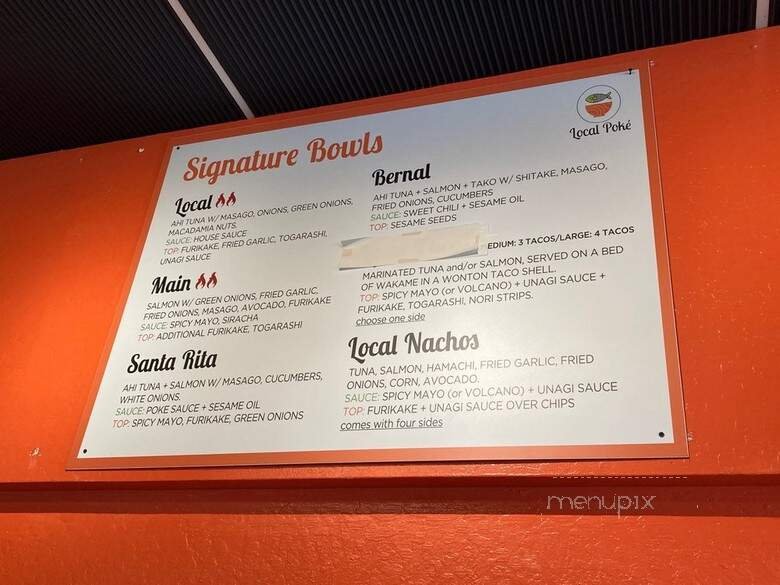 Signature Bowls
Local Poké
Local
AHI TUNA W/ MASAGO, ONIONS, GREEN ONIONS,
MACADAMIA NUTS.
SAUCE: HOUSE SAUCE
TOP: FURIKAKE, FRIED GARLIC, TOGARASHI,
UNAGI SAUCE
Main
SALMON W/ GREEN ONIONS, FRIED GARLIC,
FRIED ONIONS, MASAGO, AVOCADO, FURIKAKE
SAUCE: SPICY MAYO, SIRACHA
TOP: ADDITIONAL FURIKAKE, TOGARASHI
Santa Rita
AHI TUNA + SALMON W/ MASAGO, CUCUMBERS,
WHITE ONIONS.
SAUCE: POKE SAUCE + SESAME OIL
TOP: SPICY MAYO, FURIKAKE, GREEN ONIONS
Bernal
AHI TUNA + SALMON + TAKO W/ SHITAKE, MASAGO,
FRIED ONIONS, CUCUMBERS
SAUCE: SWEET CHILI + SESAME OIL
TOP: SESAME SEEDS
EDIUM: 3 TACOS/LARGE: 4 TACOS
MARINATED TUNA and/or SALMON, SERVED ON A BED
OF WAKAME IN A WONTON TACO SHELL.
TOP: SPICY MAYO (or VOLCANO) + UNAGI SAUCE +
FURIKAKE, TOGARASHI, NORI STRIPS.
choose one side
Local Nachos
TUNA, SALMON, HAMACHI, FRIED GARLIC, FRIED
ONIONS, CORN, AVOCADO.
SAUCE: SPICY MAYO (or VOLCANO) + UNAGI SAUCE
TOP: FURIKAKE + UNAGI SAUCE OVER CHIPS
comes with four sides
menupix